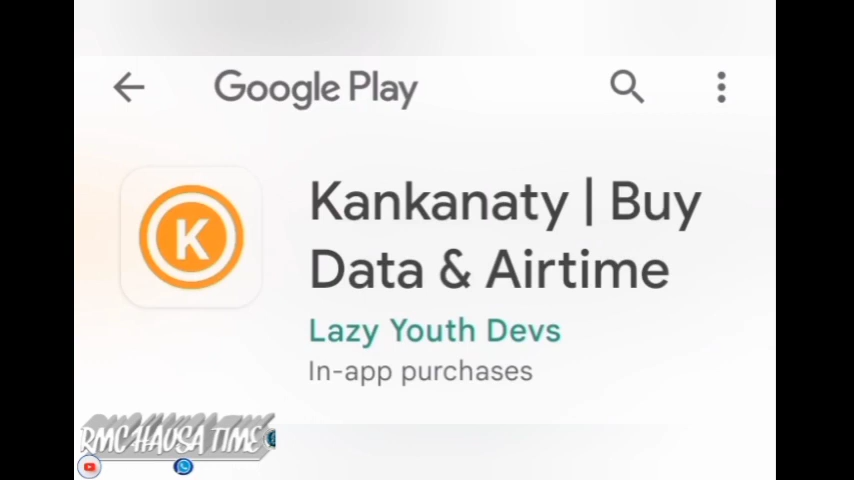 Google Play
K
Kankanaty | Buy
Data & Airtime
Lazy Youth Devs
In-app purchases
RMC HAUSA TIME